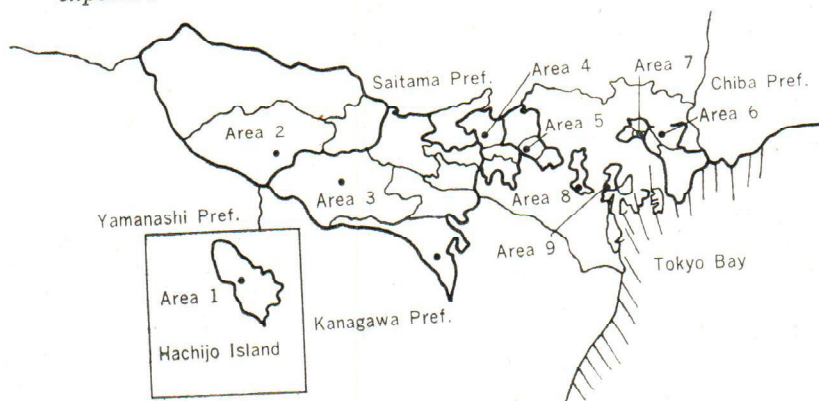 Area 7
Area 4
Saitama Pref.
Chiba Pref.
Area 2
Area 5
Area 6
Area 3
Area 8
Yamanashi Pref.
Area 9
Tokyo Bay
Area 1
Kanagawa Pref.
Hachijo Island